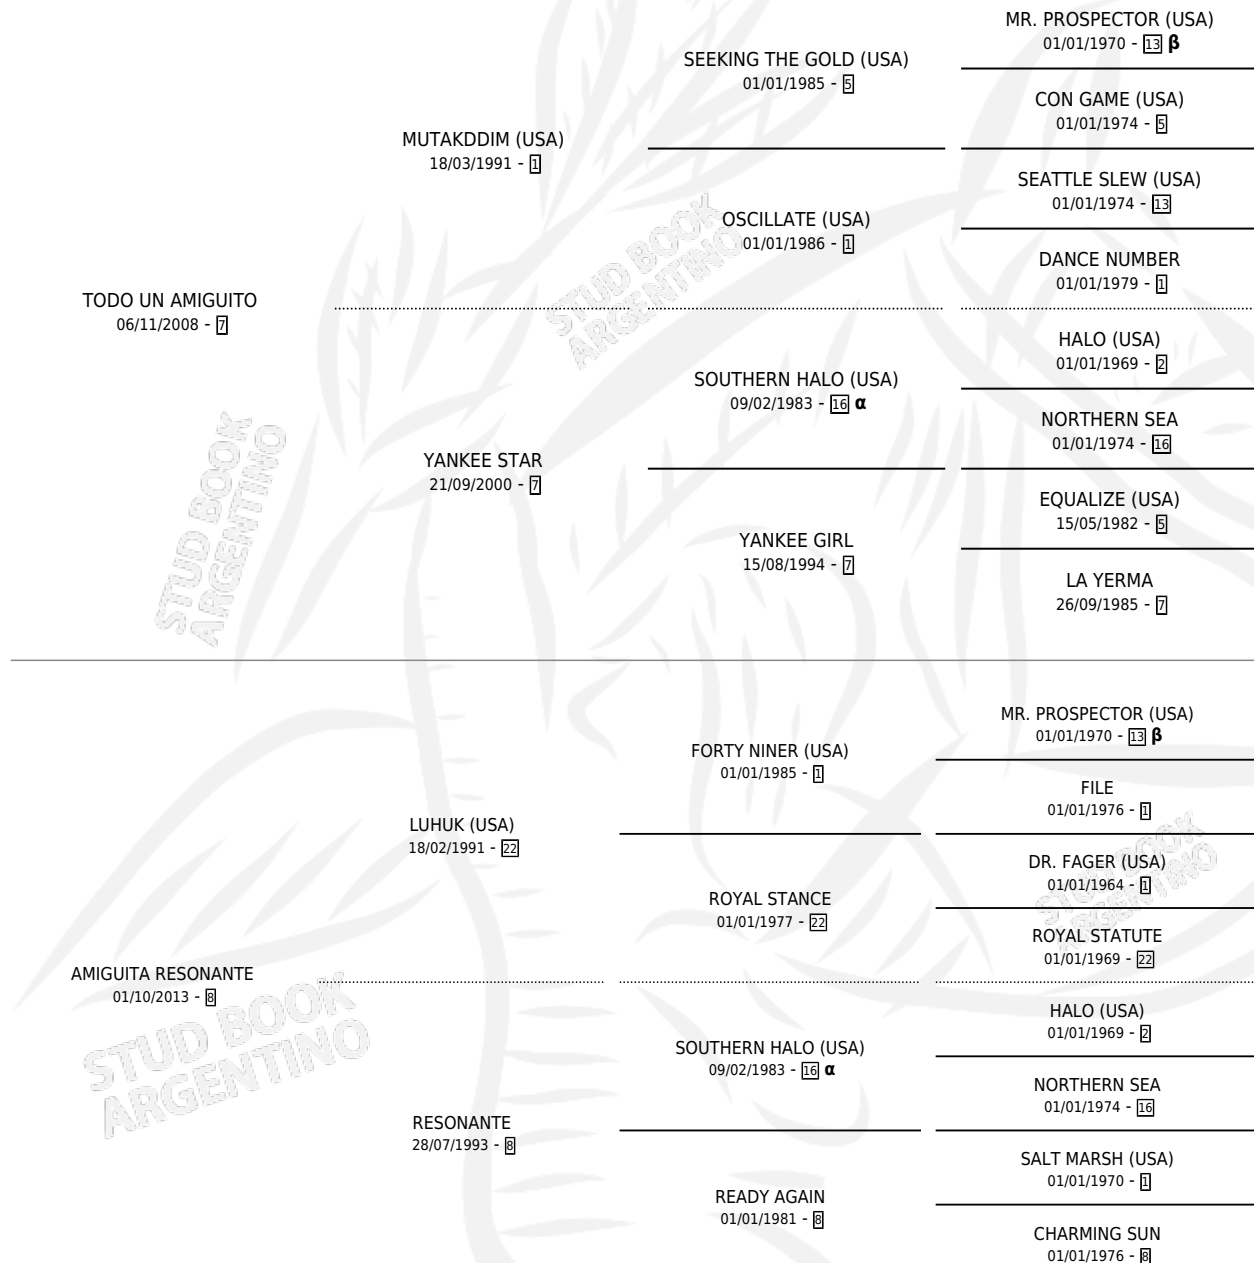 MR. PROSPECTOR (USA)
01/01/1970 - 13 β
SEEKING THE GOLD (USA)
01/01/1985 - 5
CON GAME (USA)
01/01/1974 - 5
MUTAKDDIM (USA)
18/03/1991 - 1
SEATTLE SLEW (USA)
01/01/1974 - 13
OSCILLATE (USA)
01/01/1986 - 1
DANCE NUMBER
01/01/1979 - 1
TODO UN AMIGUITO
06/11/2008 - 7
HALO (USA)
01/01/1969 - 2
SOUTHERN HALO (USA)
09/02/1983 - 16 α
NORTHERN SEA
01/01/1974 - 16
YANKEE STAR
21/09/2000 - 7
EQUALIZE (USA)
15/05/1982 - 5
YANKEE GIRL
15/08/1994 - 7
LA YERMA
26/09/1985 - 7
STUD BOOK
ARGENTINO
STUD BOOK
ARGENTINO
MR. PROSPECTOR (USA)
01/01/1970 - 13 β
FORTY NINER (USA)
01/01/1985 - 1
FILE
01/01/1976 - 1
LUHUK (USA)
18/02/1991 - 22
DR. FAGER (USA)
01/01/1964 - 1
ROYAL STANCE
01/01/1977 - 22
ROYAL STATUTE
01/01/1969 - 22
AMIGUITA RESONANTE
01/10/2013 - 8
HALO (USA)
01/01/1969 - 2
SOUTHERN HALO (USA)
09/02/1983 - 16 α
NORTHERN SEA
01/01/1974 - 16
RESONANTE
28/07/1993 - 8
SALT MARSH (USA)
01/01/1970 - 1
READY AGAIN
01/01/1981 - 8
CHARMING SUN
01/01/1976 - 8
STUD BOOK
ARGENTINO
STUD BOOK
ARGENTINO